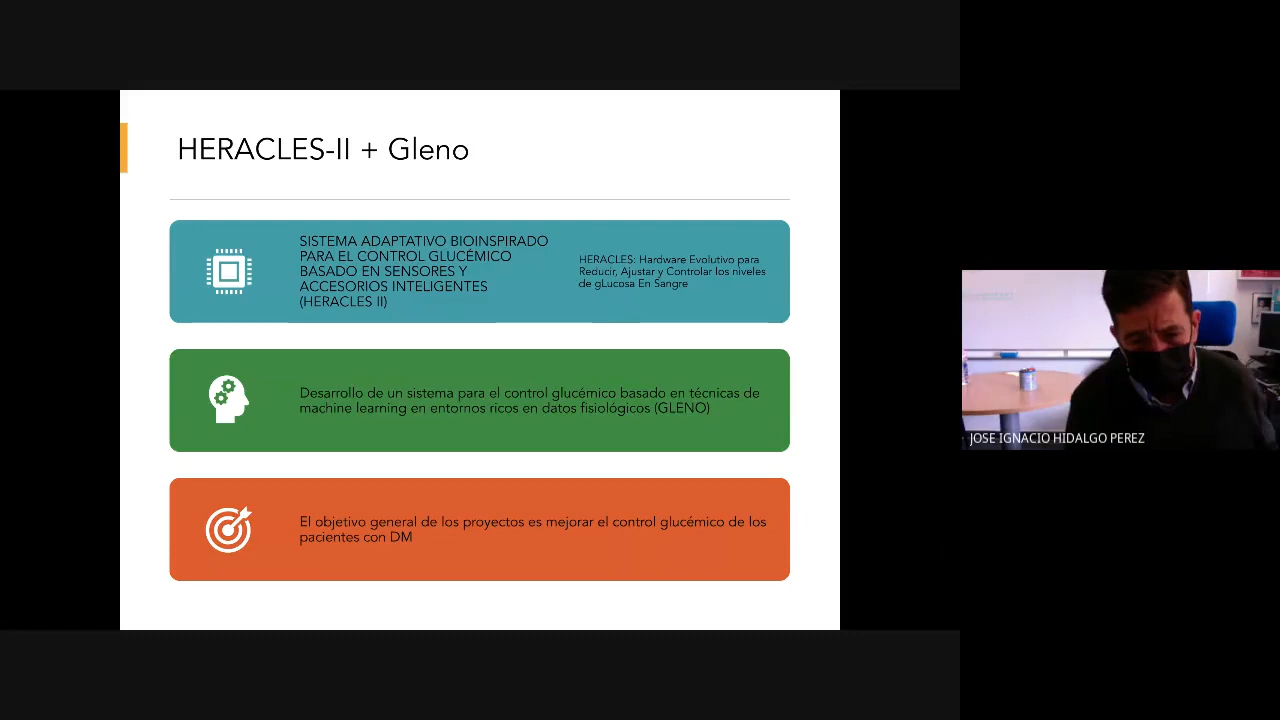 HERACLES-II + Gleno
SISTEMA ADAPTATIVO BIOINSPIRADO
PARA EL CONTROL GLUCÉMICO
BASADO EN SENSORES Y
ACCESORIOS INTELIGENTES
(HERACLES II)
HERACLES: Hardware Evolutivo para
Reducir, Ajustar y Controlar los niveles
de gLucosa En Sangre
Desarrollo de un sistema para el control glucémico basado en técnicas de
machine learning en entornos ricos en datos fisiológicos (GLENO)
El objetivo general de los proyectos es mejorar el control glucémico de los
pacientes con DM
JOSE IGNACIO HIDALGO PEREZ